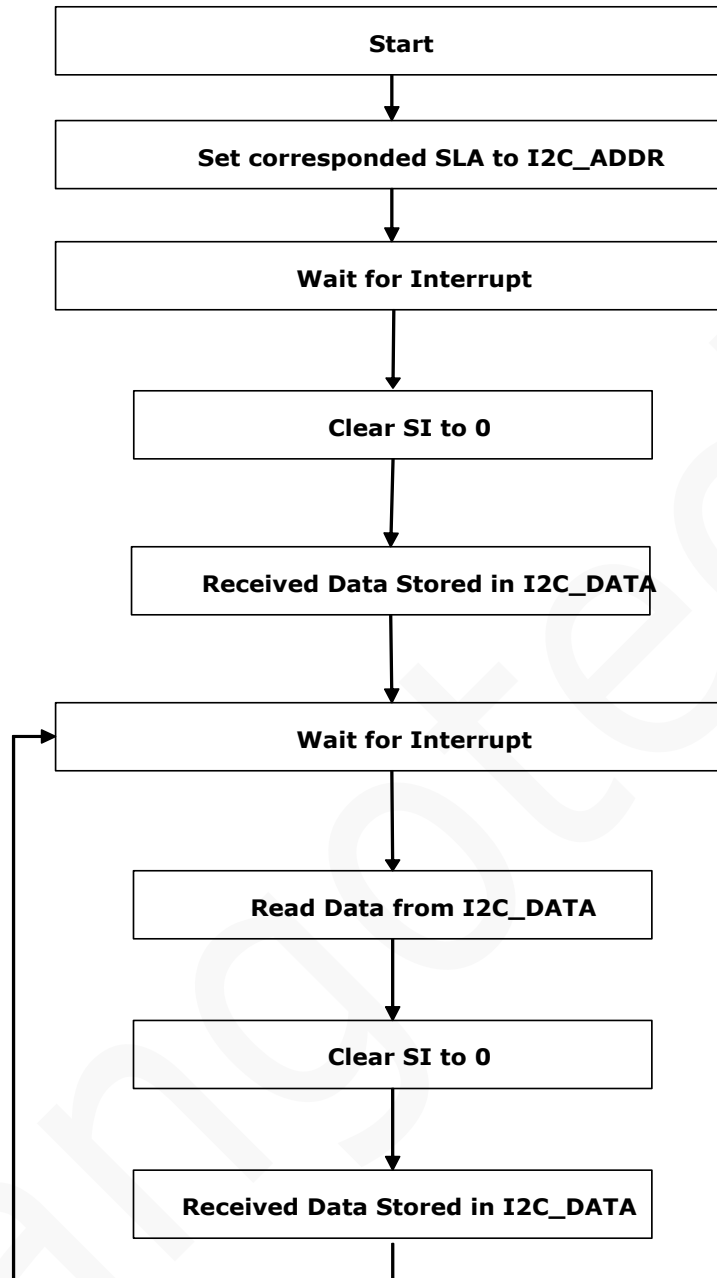 Start
Set corresponded SLA to I2C_ADDR
Wait for Interrupt
Clear SI to 0
Received Data Stored in I2C_DATA
Wait for Interrupt
Read Data from I2C_DATA
Clear SI to 0
Received Data Stored in I2C_DATA